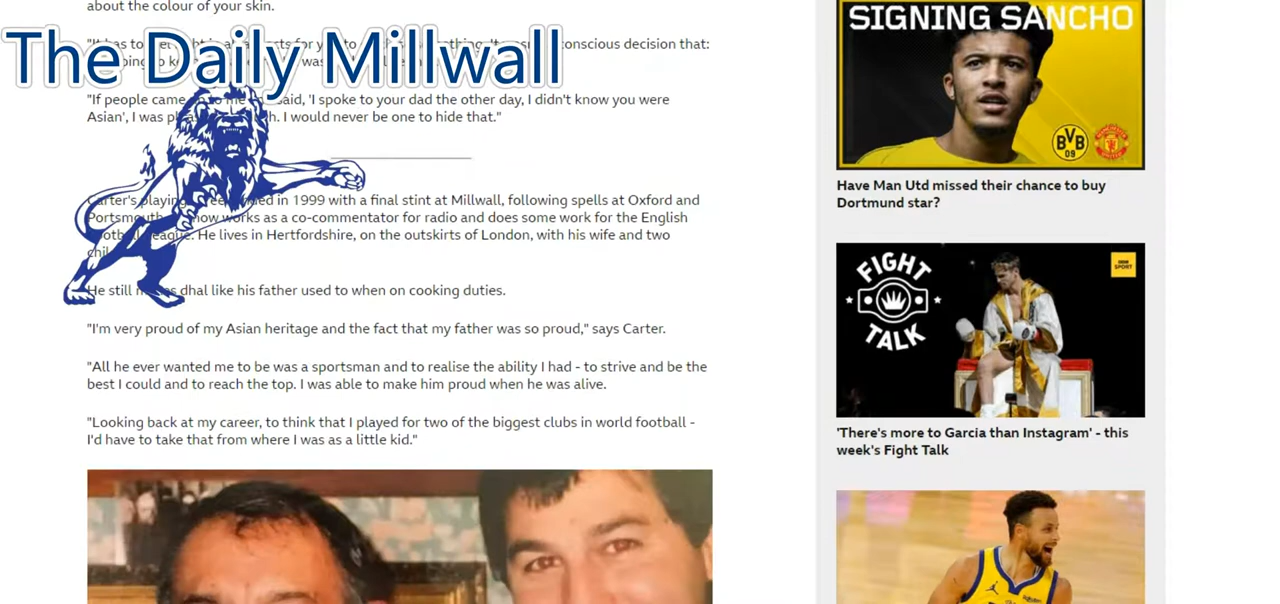 about the colour of your skin.
The Daily Millwall
conscious decision that:
"If people came said, 'I spoke to your dad the other day, I didn't know you were
Asian', I was I would never be one to hide that."
Carter's playing in 1999 with a final stint at Millwall, following spells at Oxford and
Portsmouth. now works as a co-commentator for radio and does some work for the English
League. He lives in Hertfordshire, on the outskirts of London, with his wife and two
He still dhal like his father used to when on cooking duties.
"I'm very proud of my Asian heritage and the fact that my father was so proud," says Carter.
"All he ever wanted me to be was a sportsman and to realise the ability I had - to strive and be the
best I could and to reach the top. I was able to make him proud when he was alive.
"Looking back at my career, to think that I played for two of the biggest clubs in world football -
I'd have to take that from where I was as a little kid."
SIGNING SANCHO
BVB
09
Have Man Utd missed their chance to buy
Dortmund star?
FIGHT
TALK
SPORT
'There's more to Garcia than Instagram' - this
week's Fight Talk